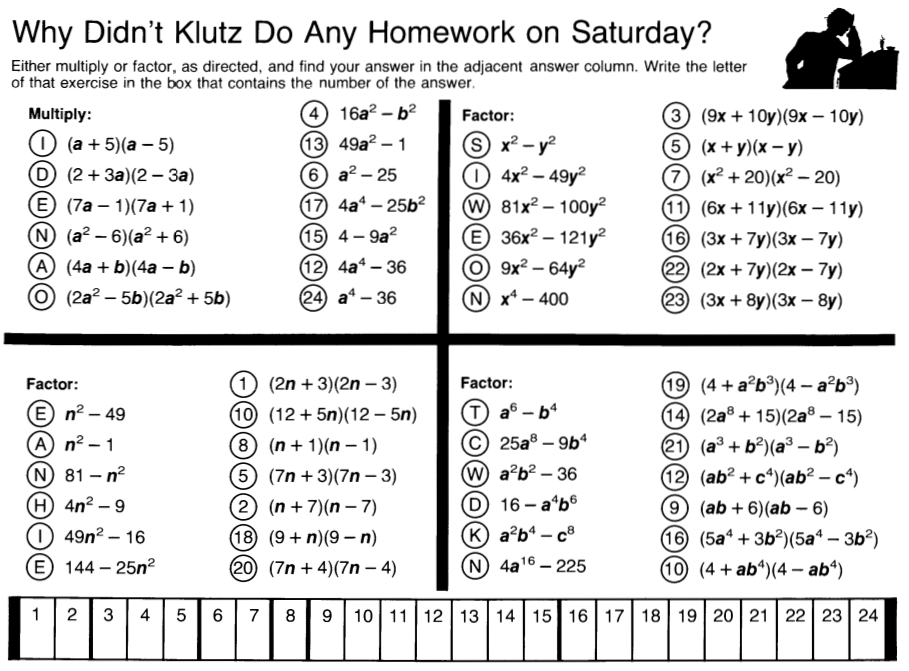 Why Didn't Klutz Do Any Homework on Saturday?
Either multiply or factor, as directed, and find your answer in the adjacent answer column. Write the letter
of that exercise in the box that contains the number of the answer.
Multiply:
I (a + 5)(a − 5)
D (2 + 3a)(2 − 3a)
E (7a − 1)(7a + 1)
N (a² − 6)(a² + 6)
A (4a + b)(4a − b)
O (2a² − 5b)(2a² + 5b)
4 16a² − b²
13 49a² − 1
6 a² − 25
17 4a⁴ − 25b²
15 4 − 9a²
12 4a⁴ − 36
24 a⁴ − 36
Factor:
S x² − y²
I 4x² − 49y²
W 81x² − 100y²
E 36x² − 121y²
O 9x² − 64y²
N x⁴ − 400
3 (9x + 10y)(9x − 10y)
5 (x + y)(x − y)
7 (x² + 20)(x² − 20)
11 (6x + 11y)(6x − 11y)
16 (3x + 7y)(3x − 7y)
22 (2x + 7y)(2x − 7y)
23 (3x + 8y)(3x − 8y)
Factor:
E n² − 49
A n² − 1
N 81 − n²
H 4n² − 9
I 49n² − 16
E 144 − 25n²
1 (2n + 3)(2n − 3)
10 (12 + 5n)(12 − 5n)
8 (n + 1)(n − 1)
5 (7n + 3)(7n − 3)
2 (n + 7)(n − 7)
18 (9 + n)(9 − n)
20 (7n + 4)(7n − 4)
Factor:
T a⁶ − b⁴
C 25a⁸ − 9b⁴
W a²b² − 36
D 16 − a⁴b⁶
K a²b⁴ − c⁸
N 4a¹⁶ − 225
19 (4 + a²b³)(4 − a²b³)
14 (2a⁸ + 15)(2a⁸ − 15)
21 (a³ + b²)(a³ − b²)
12 (ab² + c⁴)(ab² − c⁴)
9 (ab + 6)(ab − 6)
16 (5a⁴ + 3b²)(5a⁴ − 3b²)
10 (4 + ab⁴)(4 − ab⁴)
1 2 3 4 5 6 7 8 9 10 11 12 13 14 15 16 17 18 19 20 21 22 23 24